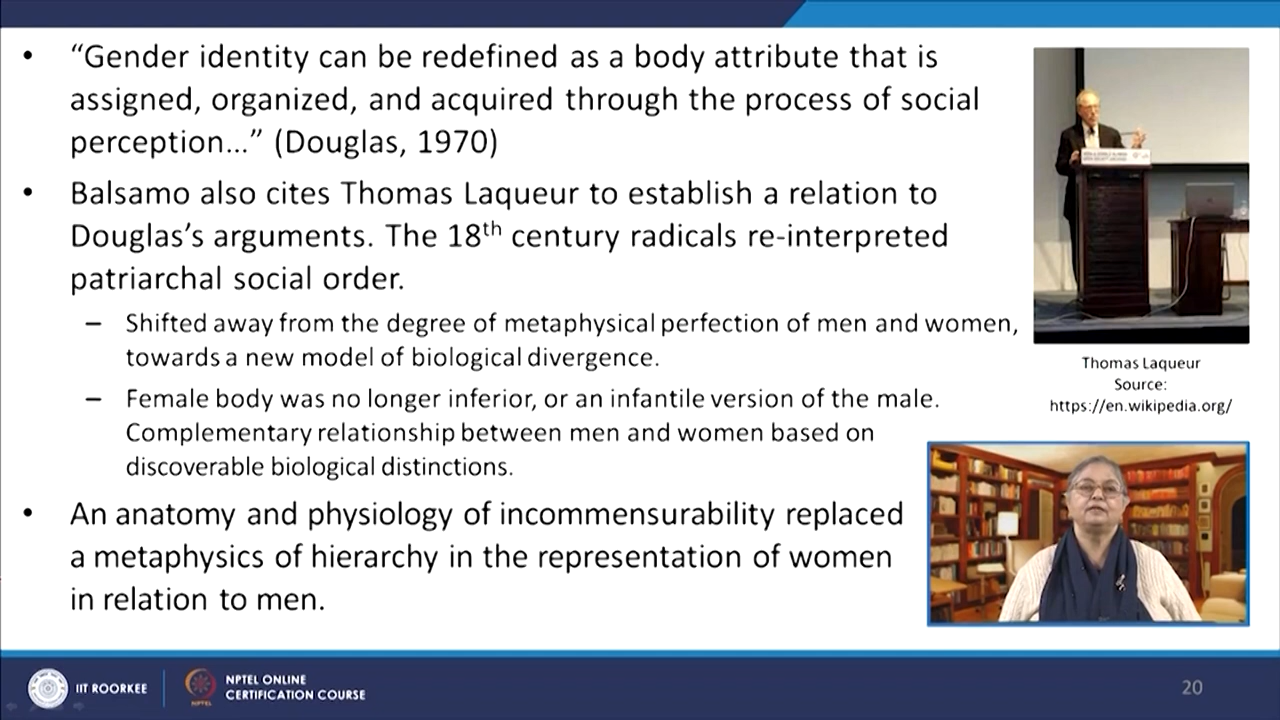 • “Gender identity can be redefined as a body attribute that is
assigned, organized, and acquired through the process of social
perception…” (Douglas, 1970)
• Balsamo also cites Thomas Laqueur to establish a relation to
Douglas’s arguments. The 18th century radicals re-interpreted
patriarchal social order.
– Shifted away from the degree of metaphysical perfection of men and women,
towards a new model of biological divergence.
– Female body was no longer inferior, or an infantile version of the male.
Complementary relationship between men and women based on
discoverable biological distinctions.
• An anatomy and physiology of incommensurability replaced
a metaphysics of hierarchy in the representation of women
in relation to men.
Thomas Laqueur
Source:
https://en.wikipedia.org/
IIT ROORKEE
NPTEL
NPTEL ONLINE
CERTIFICATION COURSE
20